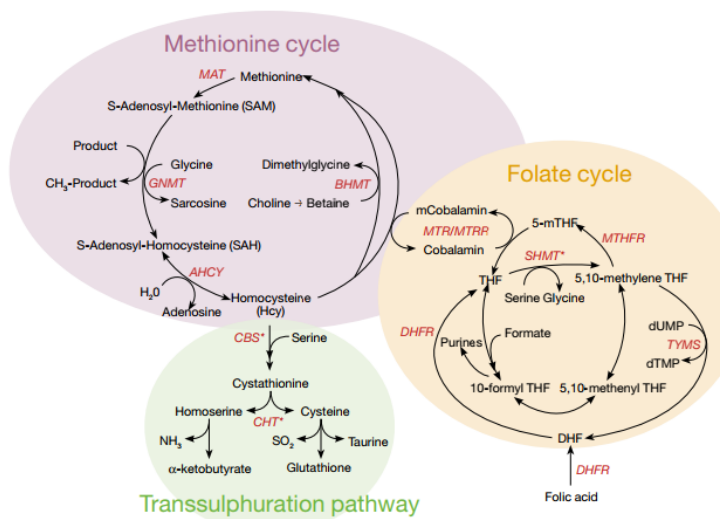 Methionine cycle
MAT
Methionine
S-Adenosyl-Methionine (SAM)
Product
Glycine
GNMT
CH₃-Product
Sarcosine
Dimethylglycine
BHMT
Choline → Betaine
S-Adenosyl-Homocysteine (SAH)
AHCY
H₂0
Adenosine
Homocysteine
(Hcy)
Folate cycle
mCobalamin
MTR/MTRR
Cobalamin
5-mTHF
MTHFR
SHMT*
THF
5,10-methylene THF
Serine Glycine
DHFR
Purines
Formate
dUMP
TYMS
dTMP
10-formyl THF
5,10-methenyl THF
DHF
DHFR
Folic acid
CBS*
Serine
Cystathionine
Homoserine
CHT*
Cysteine
NH₃
SO₂
Taurine
α-ketobutyrate
Glutathione
Transsulphuration pathway